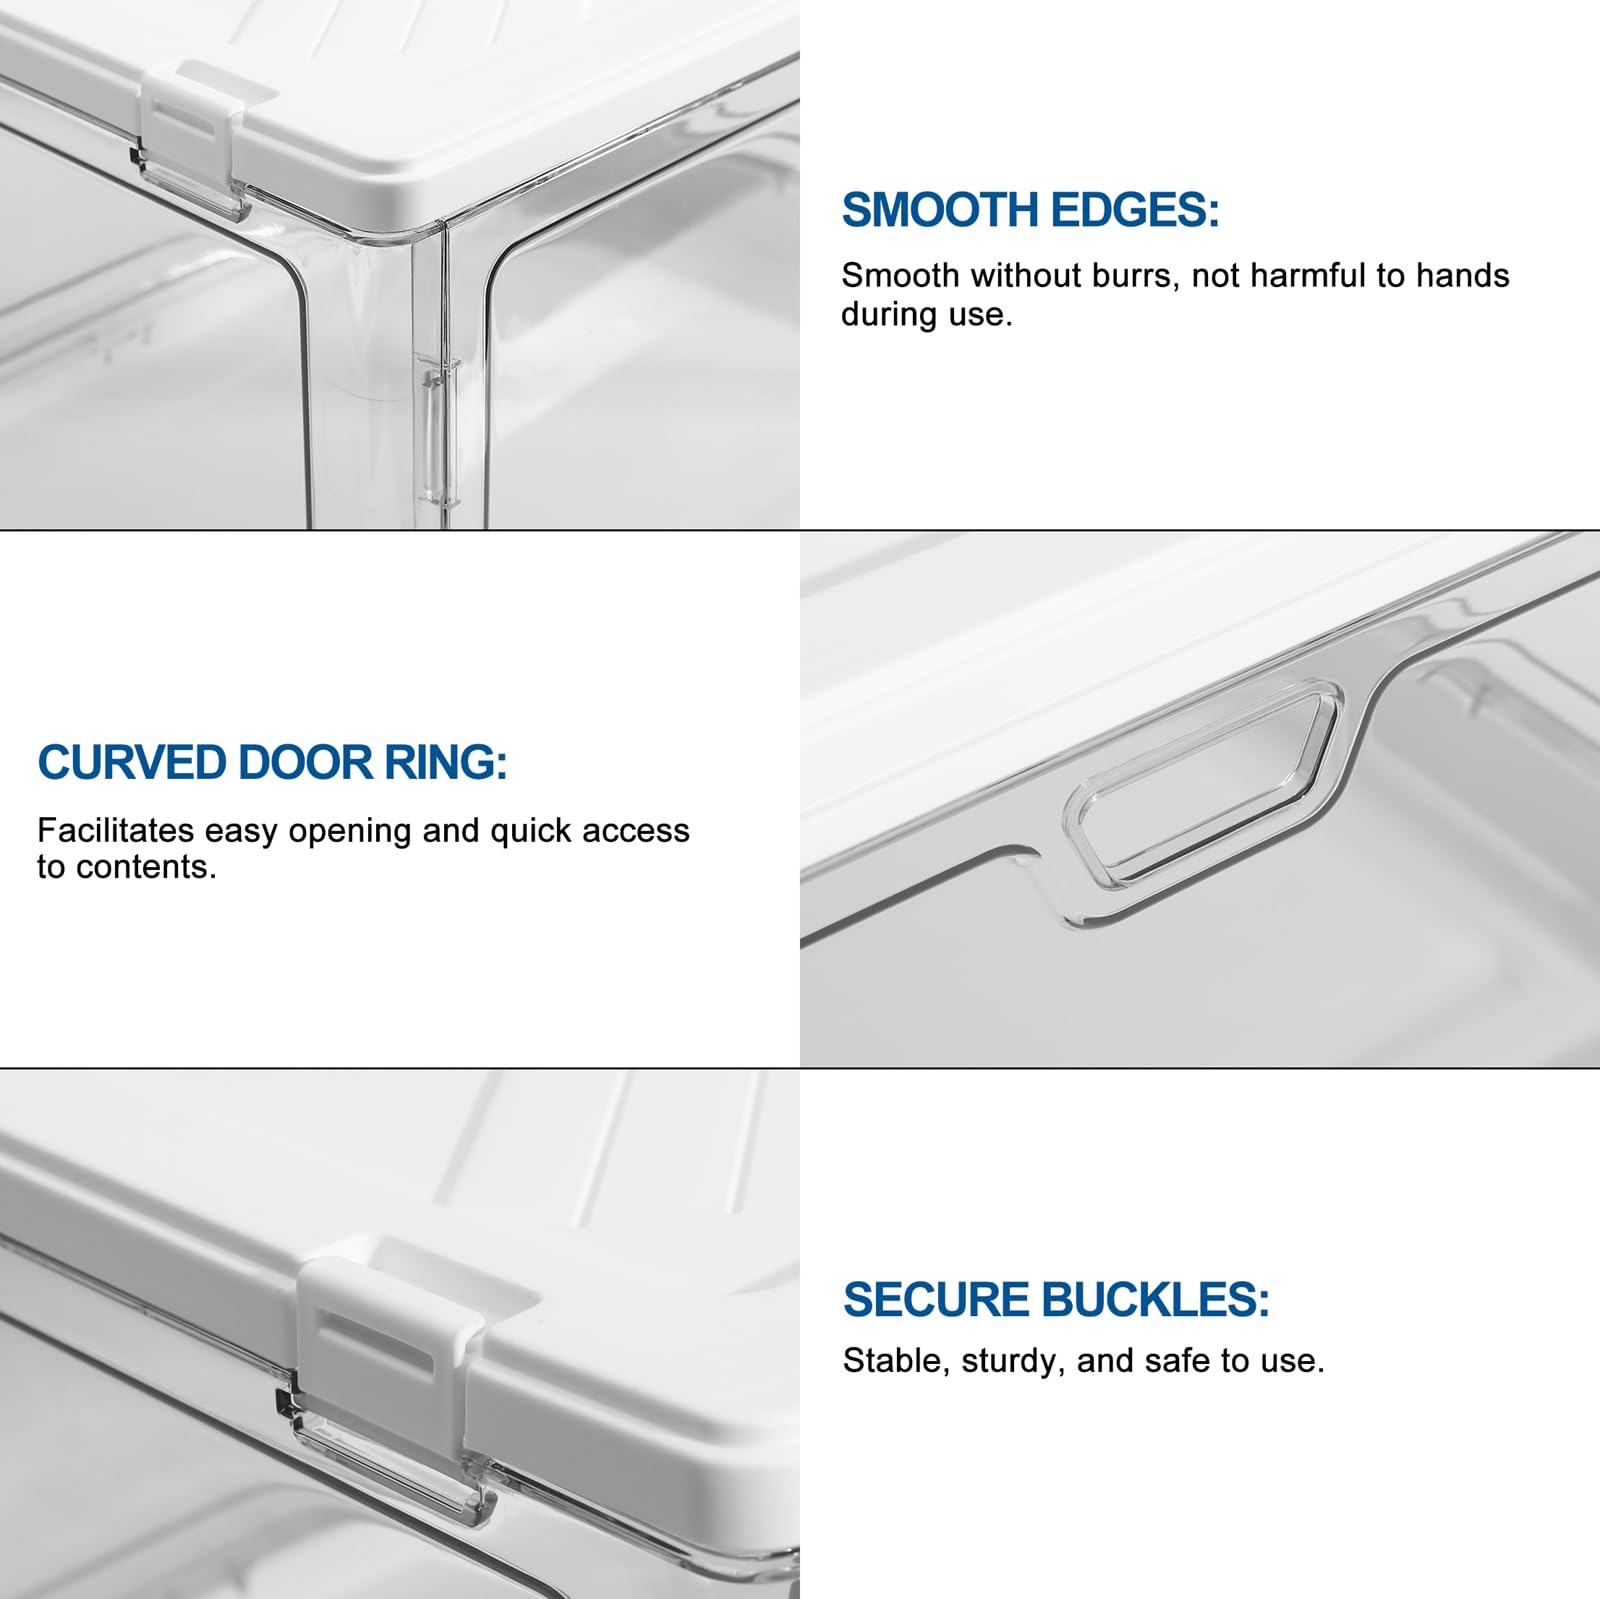 SMOOTH EDGES:
Smooth without burrs, not harmful to hands
during use.
CURVED DOOR RING:
Facilitates easy opening and quick access
to contents.
SECURE BUCKLES:
Stable, sturdy, and safe to use.